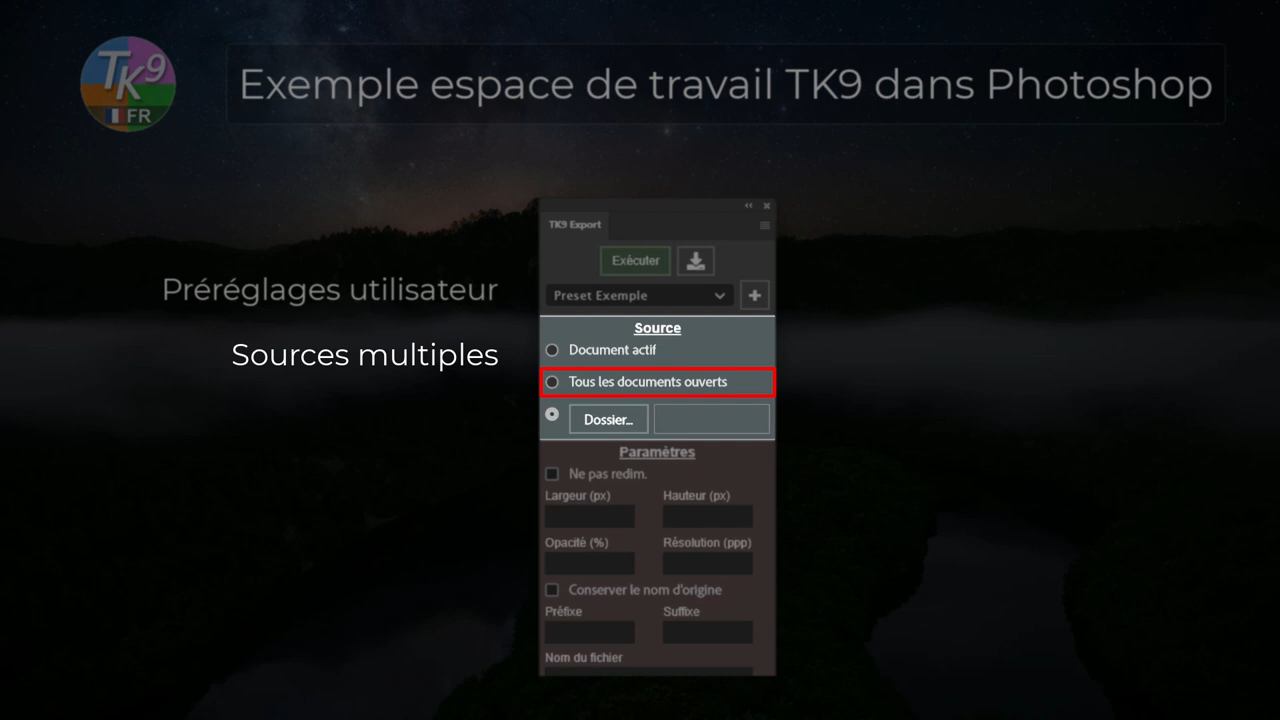 TK9
FR
Exemple espace de travail TK9 dans Photoshop
TK9 Export
Exécuter
Préréglages utilisateur
Preset Exemple
Source
Sources multiples
Document actif
Tous les documents ouverts
Dossier...
Paramètres
Ne pas redim.
Largeur (px) Hauteur (px)
Opacité (%) Résolution (ppp)
Conserver le nom d'origine
Préfixe Suffixe
Nom du fichier